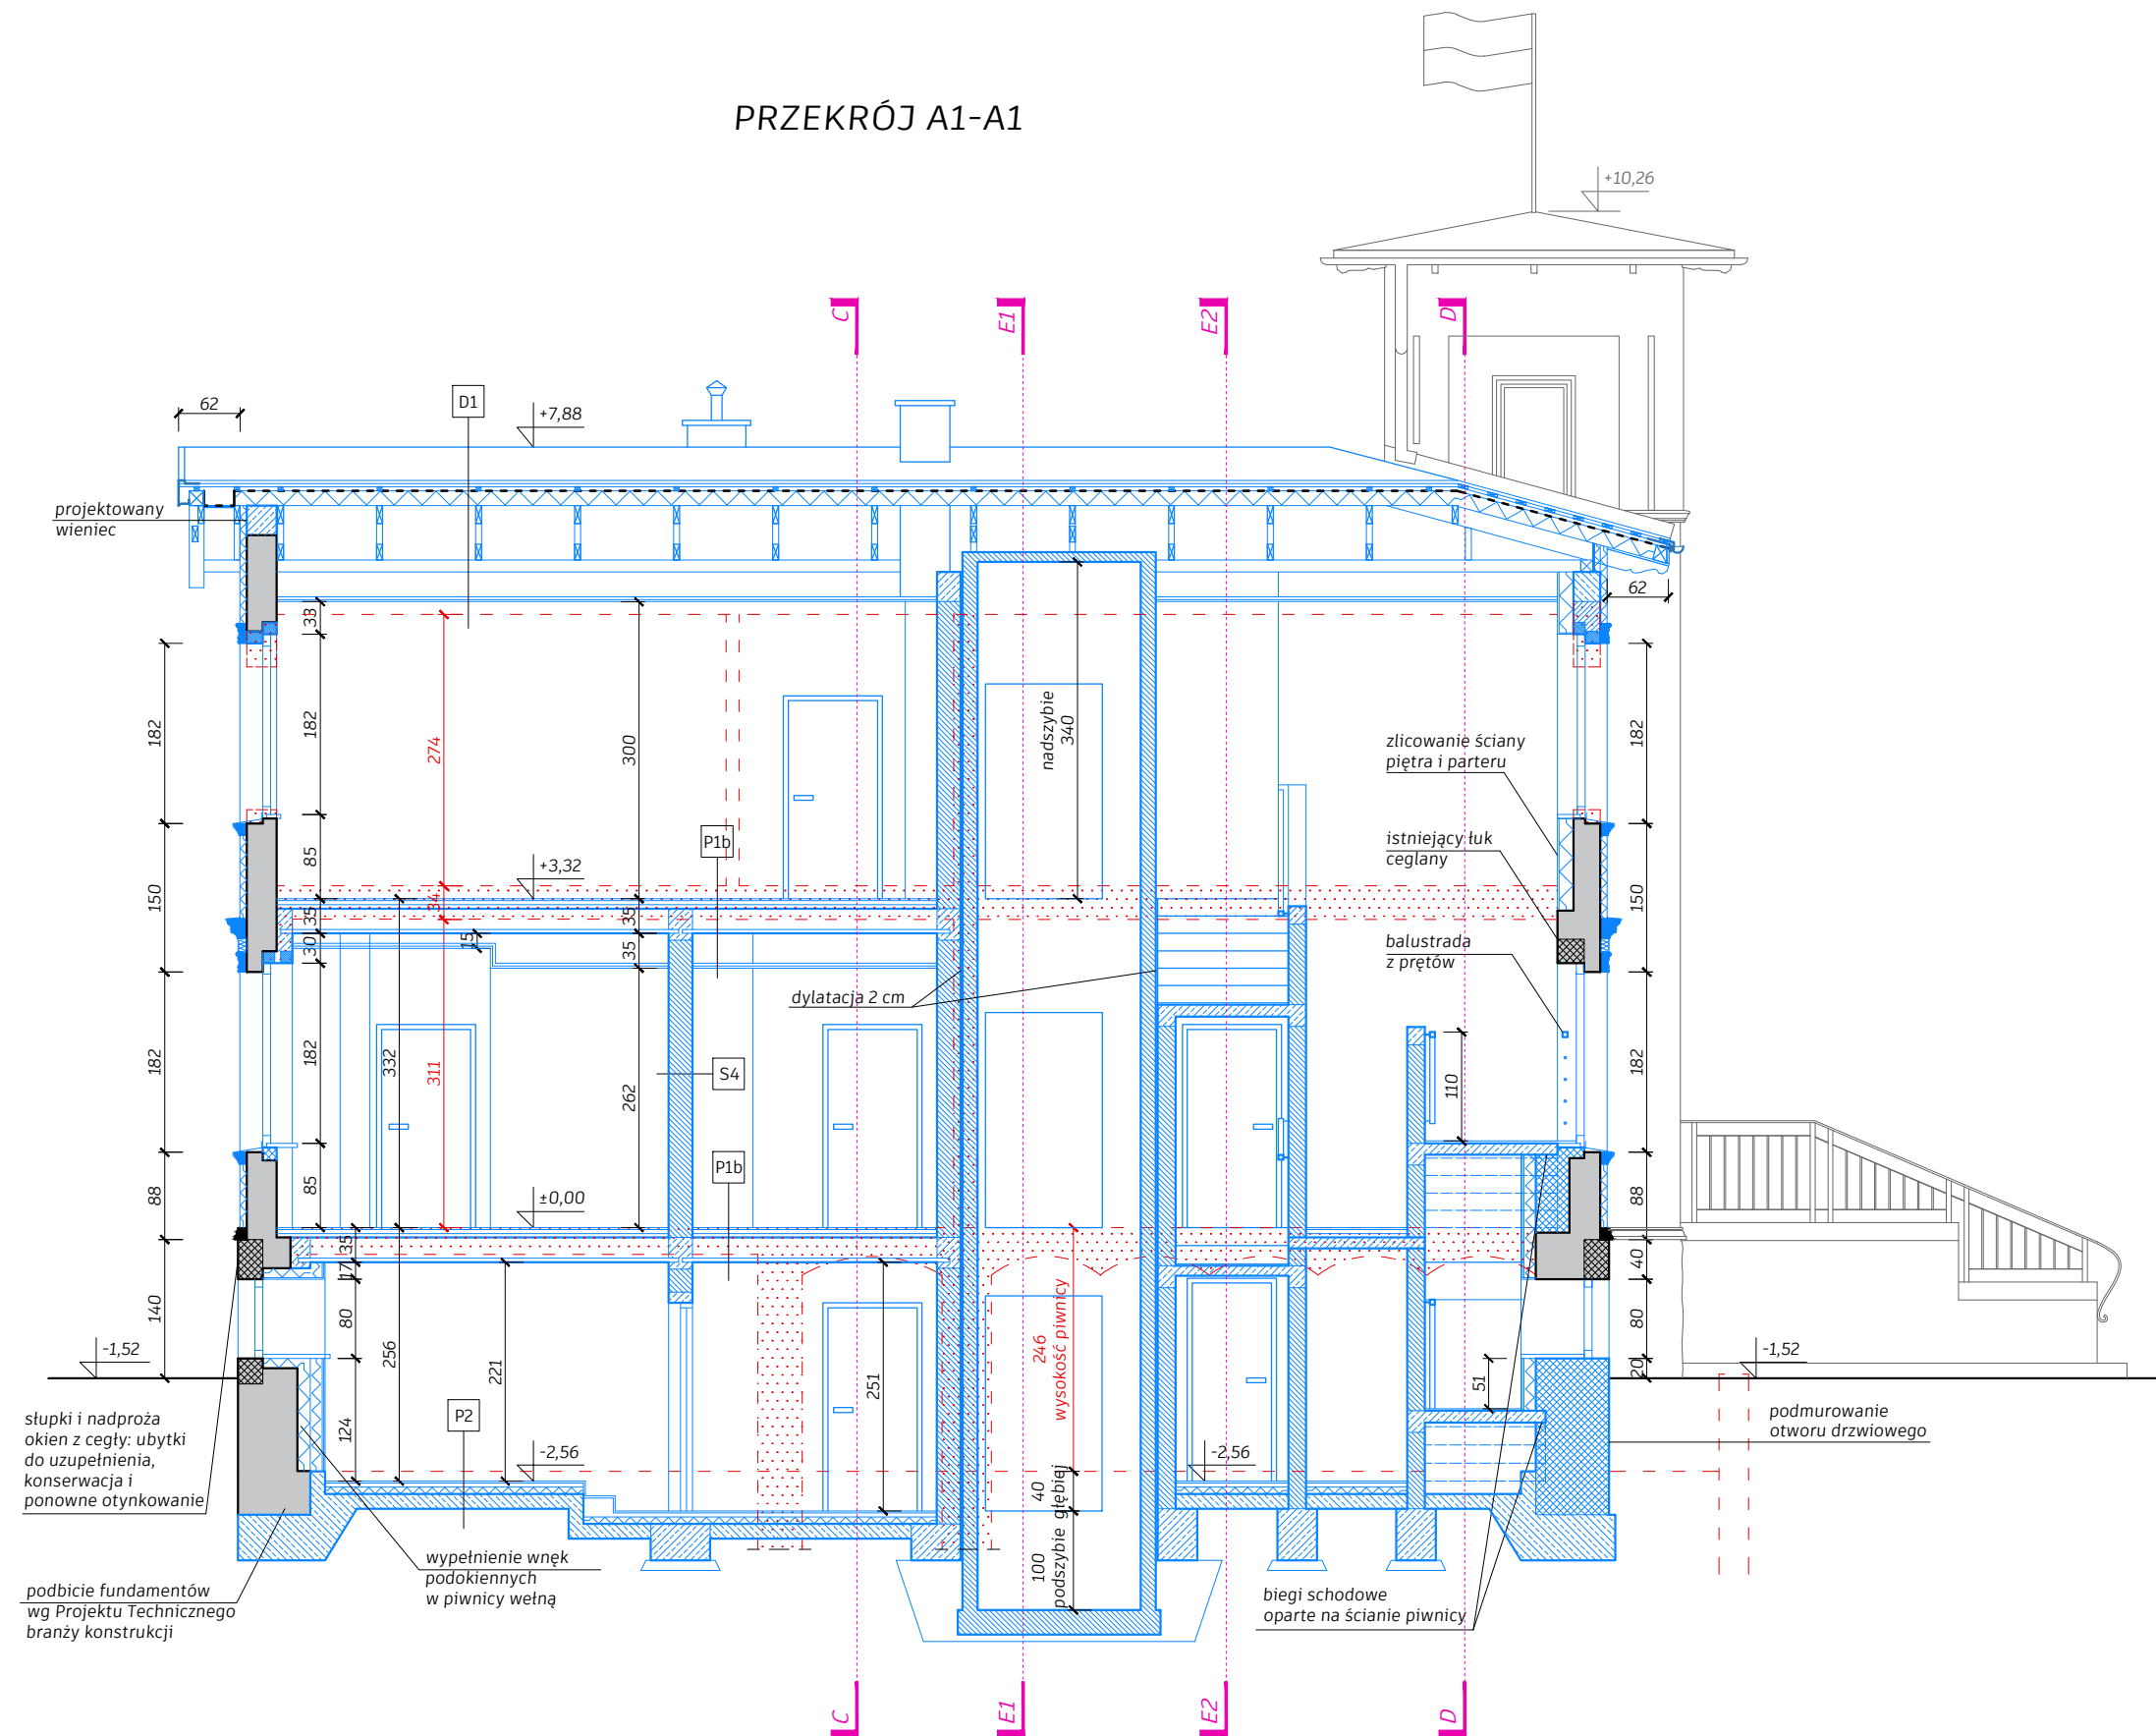 PRZEKRÓJ A1-A1
+10,26
C
E1
E2
D
62
D1
+7,88
projektowany
wieniec
62
33
182
182
85
150
35
30
182
182
85
88
35
17
140
80
124
274
34
311
300
35
35
15
262
332
256
221
251
+3,32
P1b
S4
P1b
±0,00
nadszybie
340
dylatacja 2 cm
zlicowanie ściany
piętra i parteru
istniejący łuk
ceglany
balustrada
z prętów
110
182
150
182
88
40
80
20
51
-1,52
-1,52
246
wysokość piwnicy
40
100
podszybie głębiej
P2
-2,56
-2,56
słupki i nadproża
okien z cegły: ubytki
do uzupełnienia,
konserwacja i
ponowne otynkowanie
podmurowanie
otworu drzwiowego
wypełnienie wnęk
podokiennych
w piwnicy wełną
podbicie fundamentów
wg Projektu Technicznego
branży konstrukcji
biegi schodowe
oparte na ścianie piwnicy
C
E1
E2
D